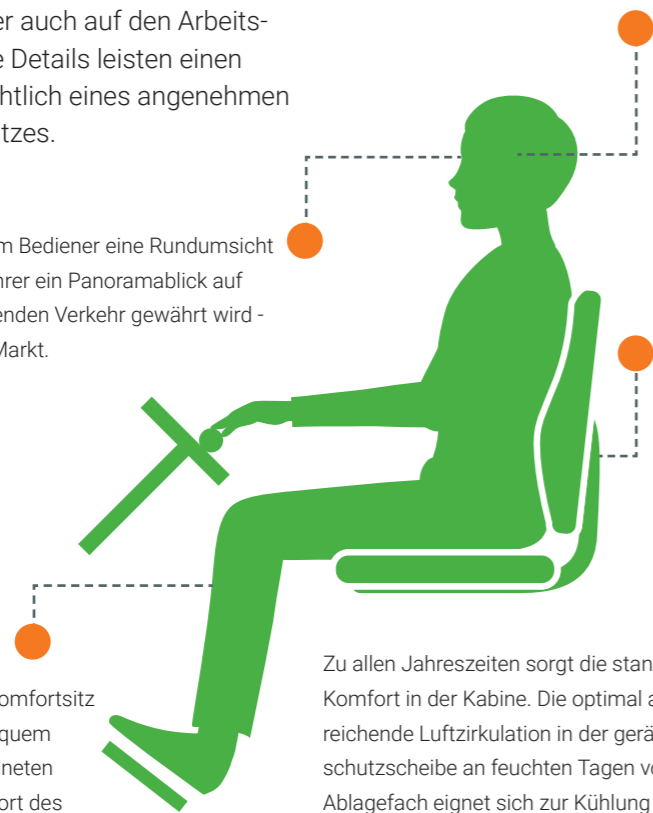 er auch auf den Arbeits-
e Details leisten einen
chtlich eines angenehmen
tzes.
m Bediener eine Rundumsicht
hrer ein Panoramablick auf
enden Verkehr gewährt wird -
Markt.
omfortsitz
quem
neten
ort des
Zu allen Jahreszeiten sorgt die stan
Komfort in der Kabine. Die optimal a
reichende Luftzirkulation in der gerä
schutzscheibe an feuchten Tagen vo
Ablagefach eignet sich zur Kühlung